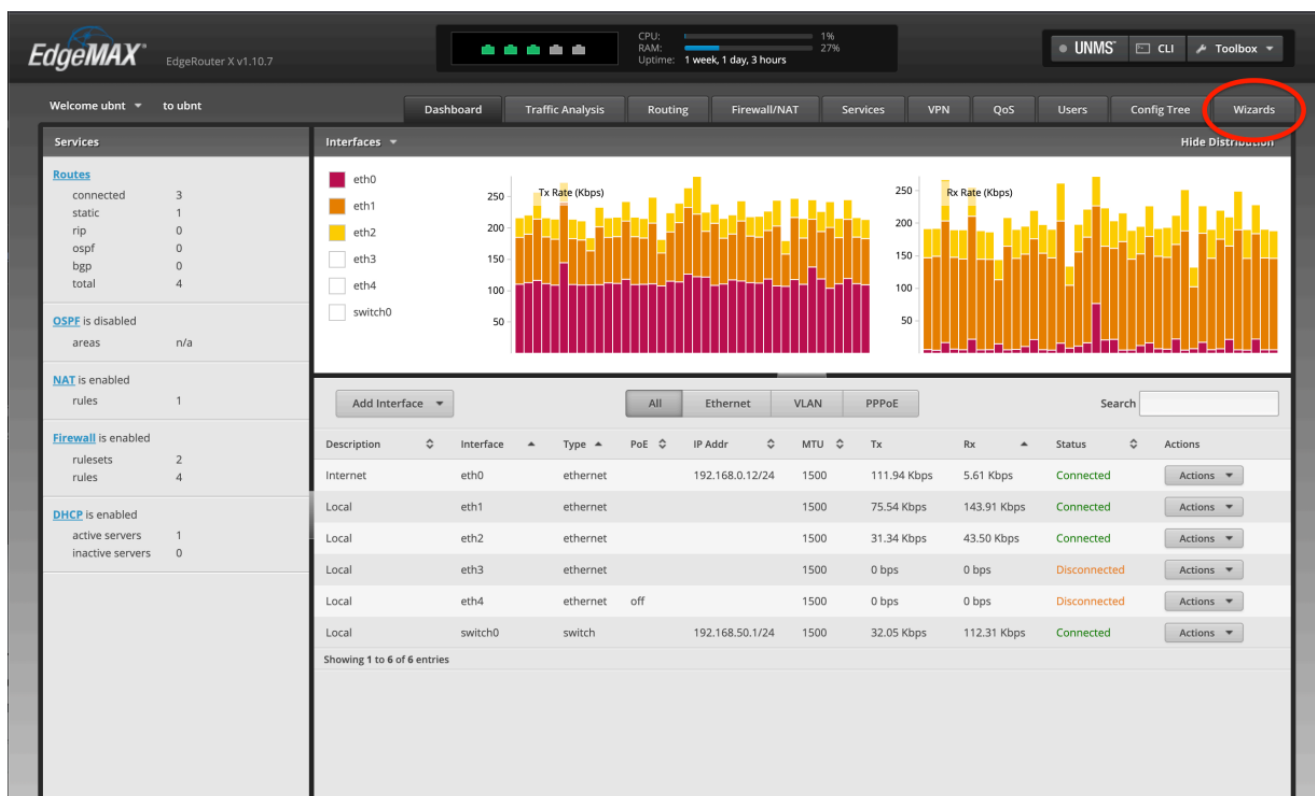 EdgeMAX® EdgeRouter X v1.10.7
CPU: 1%
RAM: 27%
Uptime: 1 week, 1 day, 3 hours
UNMS™ CLI Toolbox
Welcome ubnt to ubnt
Dashboard Traffic Analysis Routing Firewall/NAT Services VPN QoS Users Config Tree Wizards
Services
Routes
connected 3
static 1
rip 0
ospf 0
bgp 0
total 4
OSPF is disabled
areas n/a
NAT is enabled
rules 1
Firewall is enabled
rulesets 2
rules 4
DHCP is enabled
active servers 1
inactive servers 0
Interfaces Hide Distribution
eth0
eth1
eth2
eth3
eth4
switch0
Tx Rate (Kbps)
250
200
150
100
50
Rx Rate (Kbps)
250
200
150
100
50
Add Interface All Ethernet VLAN PPPoE Search
Description Interface Type PoE IP Addr MTU Tx Rx Status Actions
Internet eth0 ethernet 192.168.0.12/24 1500 111.94 Kbps 5.61 Kbps Connected Actions
Local eth1 ethernet 1500 75.54 Kbps 143.91 Kbps Connected Actions
Local eth2 ethernet 1500 31.34 Kbps 43.50 Kbps Connected Actions
Local eth3 ethernet 1500 0 bps 0 bps Disconnected Actions
Local eth4 ethernet off 1500 0 bps 0 bps Disconnected Actions
Local switch0 switch 192.168.50.1/24 1500 32.05 Kbps 112.31 Kbps Connected Actions
Showing 1 to 6 of 6 entries